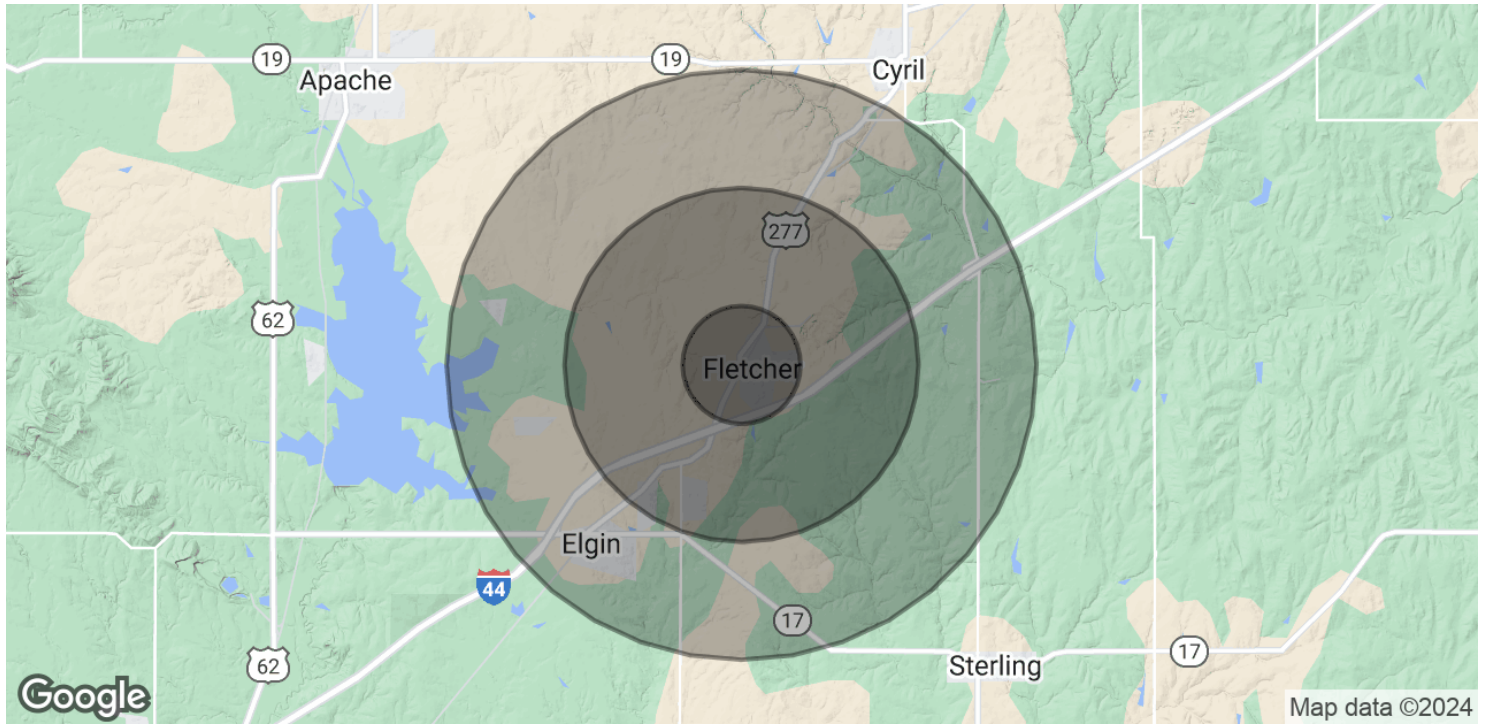 19
19
Apache
Cyril
277
62
Fletcher
Elgin
44
17
17
62
Sterling
Google
Map data ©2024